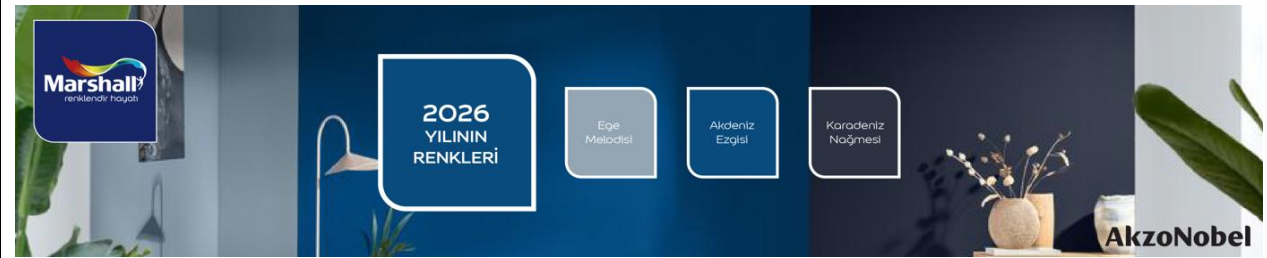 Marshall
renklendir hayatı
2026
YILININ
RENKLERİ
Ege
Melodisi
Akdeniz
Ezgisi
Karadeniz
Nağmesi
AkzoNobel